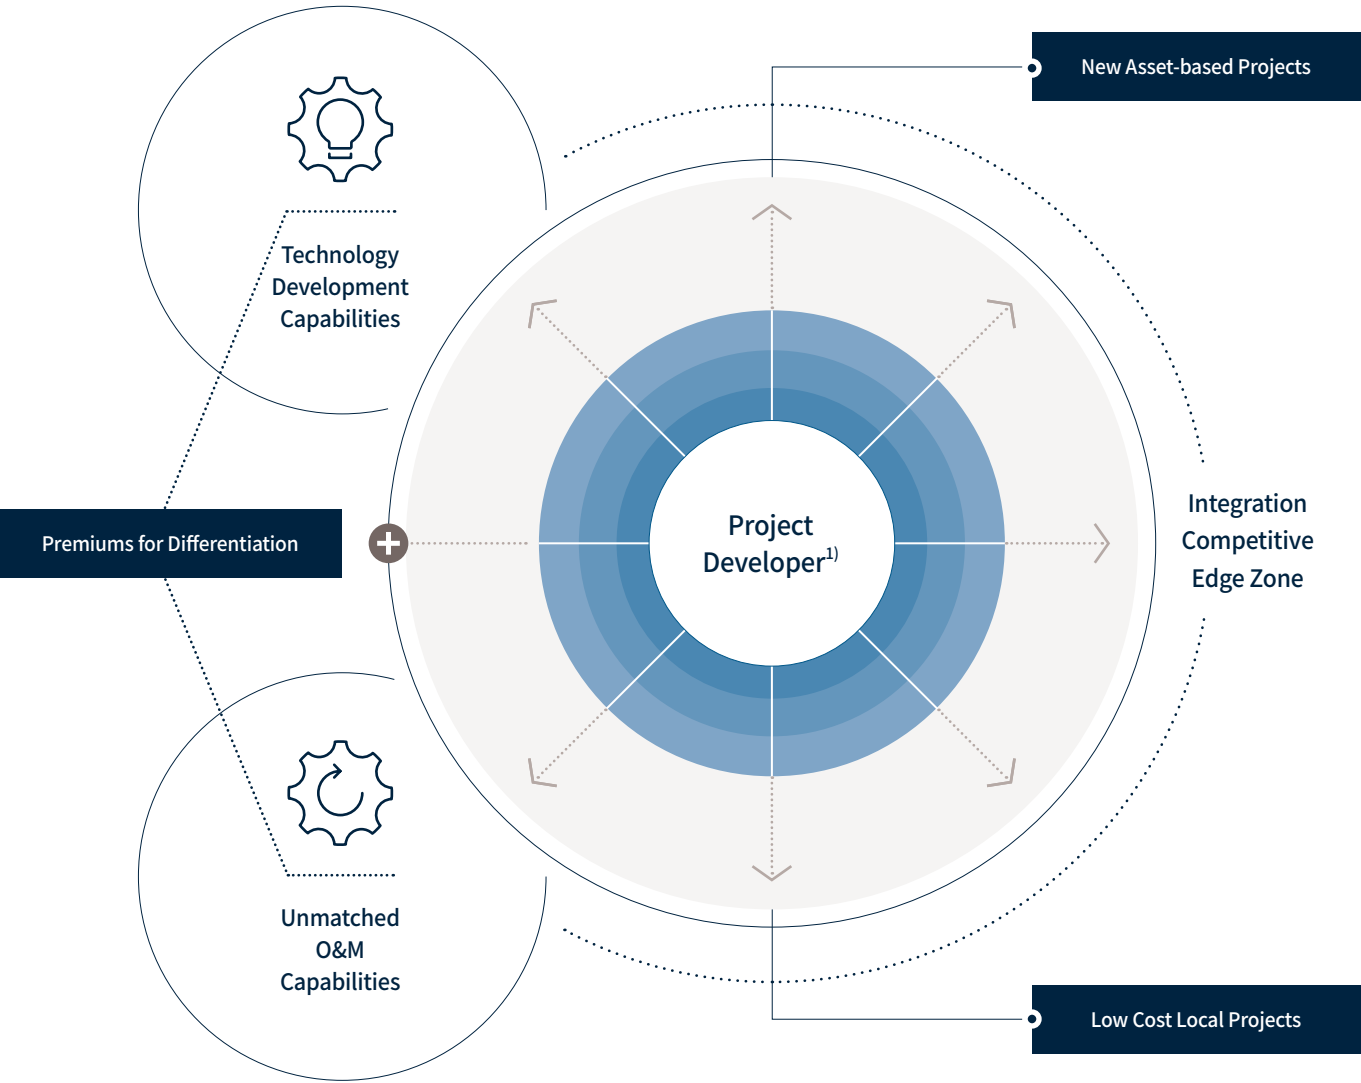 New Asset-based Projects
Technology
Development
Capabilities
Premiums for Differentiation
Project
Developer1)
Integration
Competitive
Edge Zone
Unmatched
O&M
Capabilities
Low Cost Local Projects